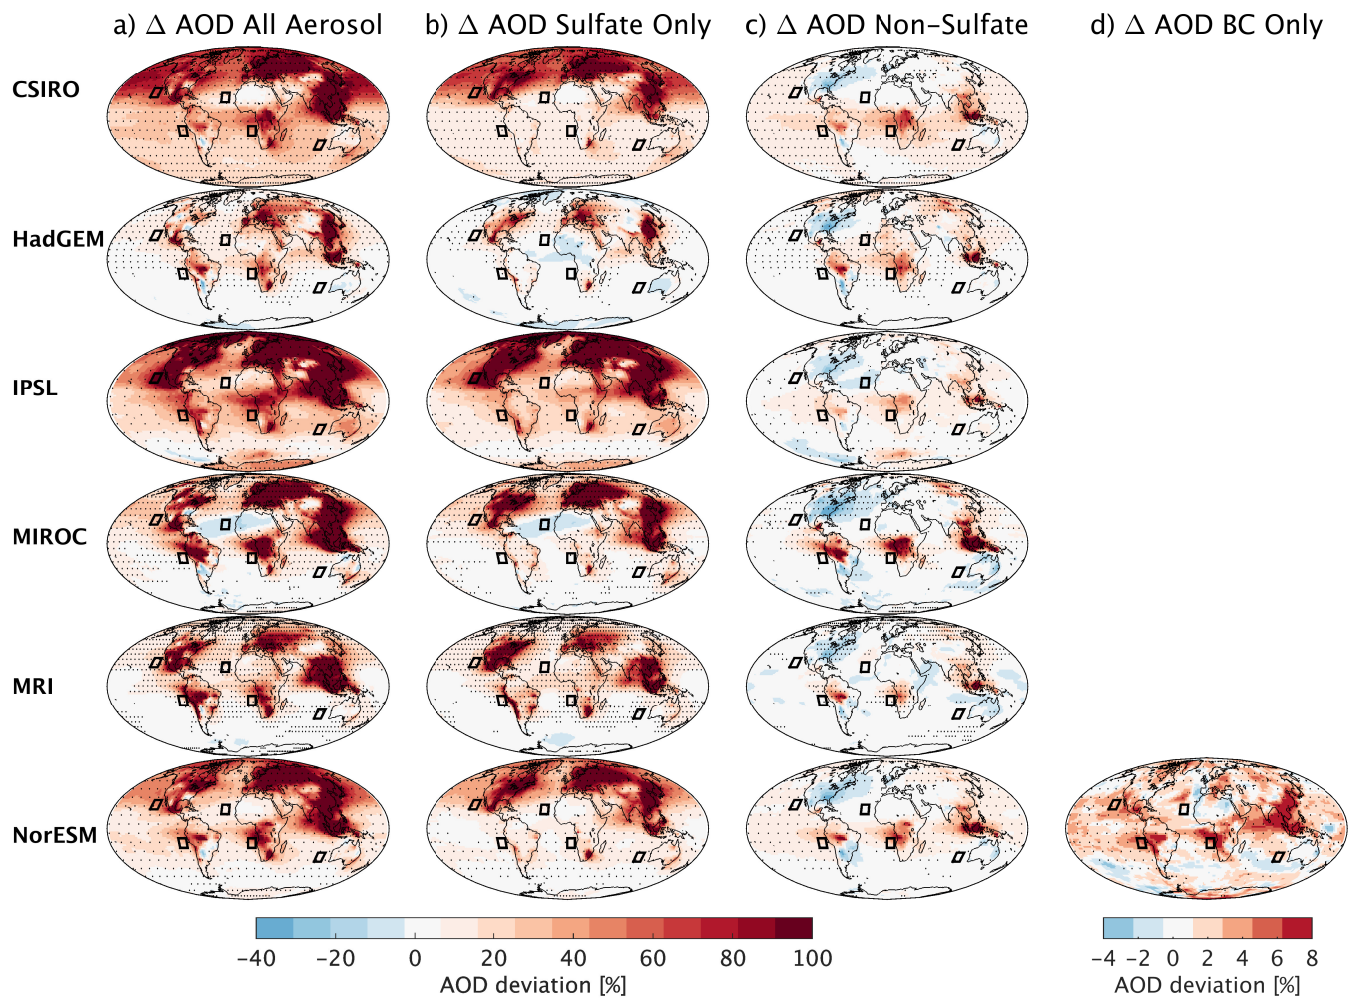 a) Δ AOD All Aerosol b) Δ AOD Sulfate Only c) Δ AOD Non-Sulfate d) Δ AOD BC Only
CSIRO
HadGEM
IPSL
MIROC
MRI
NorESM
-40 -20 0 20 40 60 80 100 -4 -2 0 2 4 6 8
AOD deviation [%] AOD deviation [%]